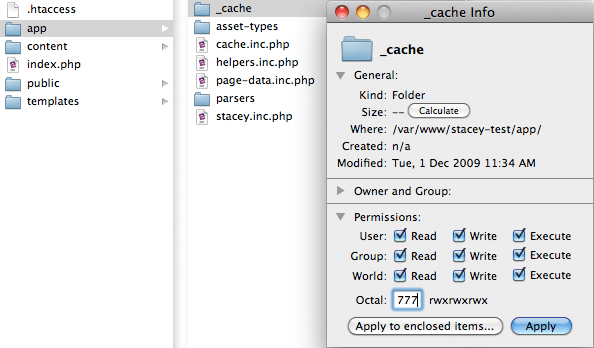 .htaccess
app
content
index.php
public
templates
_cache
asset-types
cache.inc.php
helpers.inc.php
page-data.inc.php
parsers
stacey.inc.php
_cache Info
_cache
General:
Kind: Folder
Size: -- Calculate
Where: /var/www/stacey-test/app/
Created: n/a
Modified: Tue, 1 Dec 2009 11:34 AM
Owner and Group:
Permissions:
User: Read Write Execute
Group: Read Write Execute
World: Read Write Execute
Octal: 777 rwxrwxrwx
Apply to enclosed items... Apply